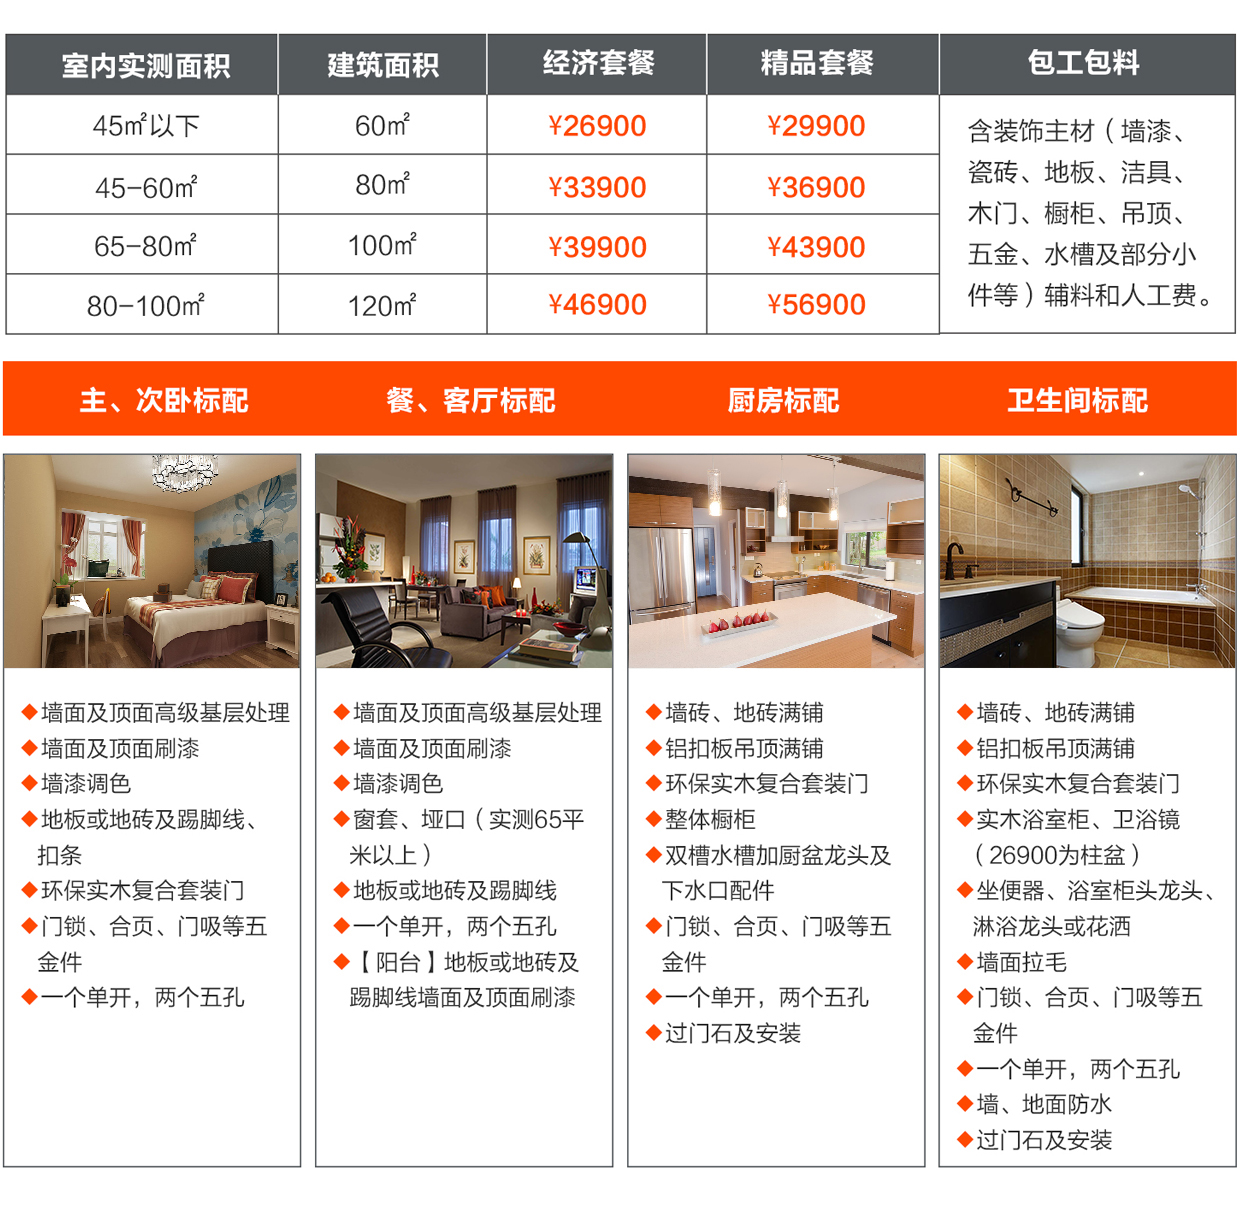 室内实测面积 建筑面积 经济套餐 精品套餐 包工包料
45㎡以下 60㎡ ¥26900 ¥29900
45-60㎡ 80㎡ ¥33900 ¥36900
65-80㎡ 100㎡ ¥39900 ¥43900
80-100㎡ 120㎡ ¥46900 ¥56900
含装饰主材（墙漆、
瓷砖、地板、洁具、
木门、橱柜、吊顶、
五金、水槽及部分小
件等）辅料和人工费。
主、次卧标配 餐、客厅标配 厨房标配 卫生间标配
◆墙面及顶面高级基层处理
◆墙面及顶面刷漆
◆墙漆调色
◆地板或地砖及踢脚线、
扣条
◆环保实木复合套装门
◆门锁、合页、门吸等五
金件
◆一个单开，两个五孔
◆墙面及顶面高级基层处理
◆墙面及顶面刷漆
◆墙漆调色
◆窗套、垭口（实测65平
米以上）
◆地板或地砖及踢脚线
◆一个单开，两个五孔
◆【阳台】地板或地砖及
踢脚线墙面及顶面刷漆
◆墙砖、地砖满铺
◆铝扣板吊顶满铺
◆环保实木复合套装门
◆整体橱柜
◆双槽水槽加厨盆龙头及
下水口配件
◆门锁、合页、门吸等五
金件
◆一个单开，两个五孔
◆过门石及安装
◆墙砖、地砖满铺
◆铝扣板吊顶满铺
◆环保实木复合套装门
◆实木浴室柜、卫浴镜
（26900为柱盆）
◆坐便器、浴室柜头龙头、
淋浴龙头或花洒
◆墙面拉毛
◆门锁、合页、门吸等五
金件
◆一个单开，两个五孔
◆墙、地面防水
◆过门石及安装